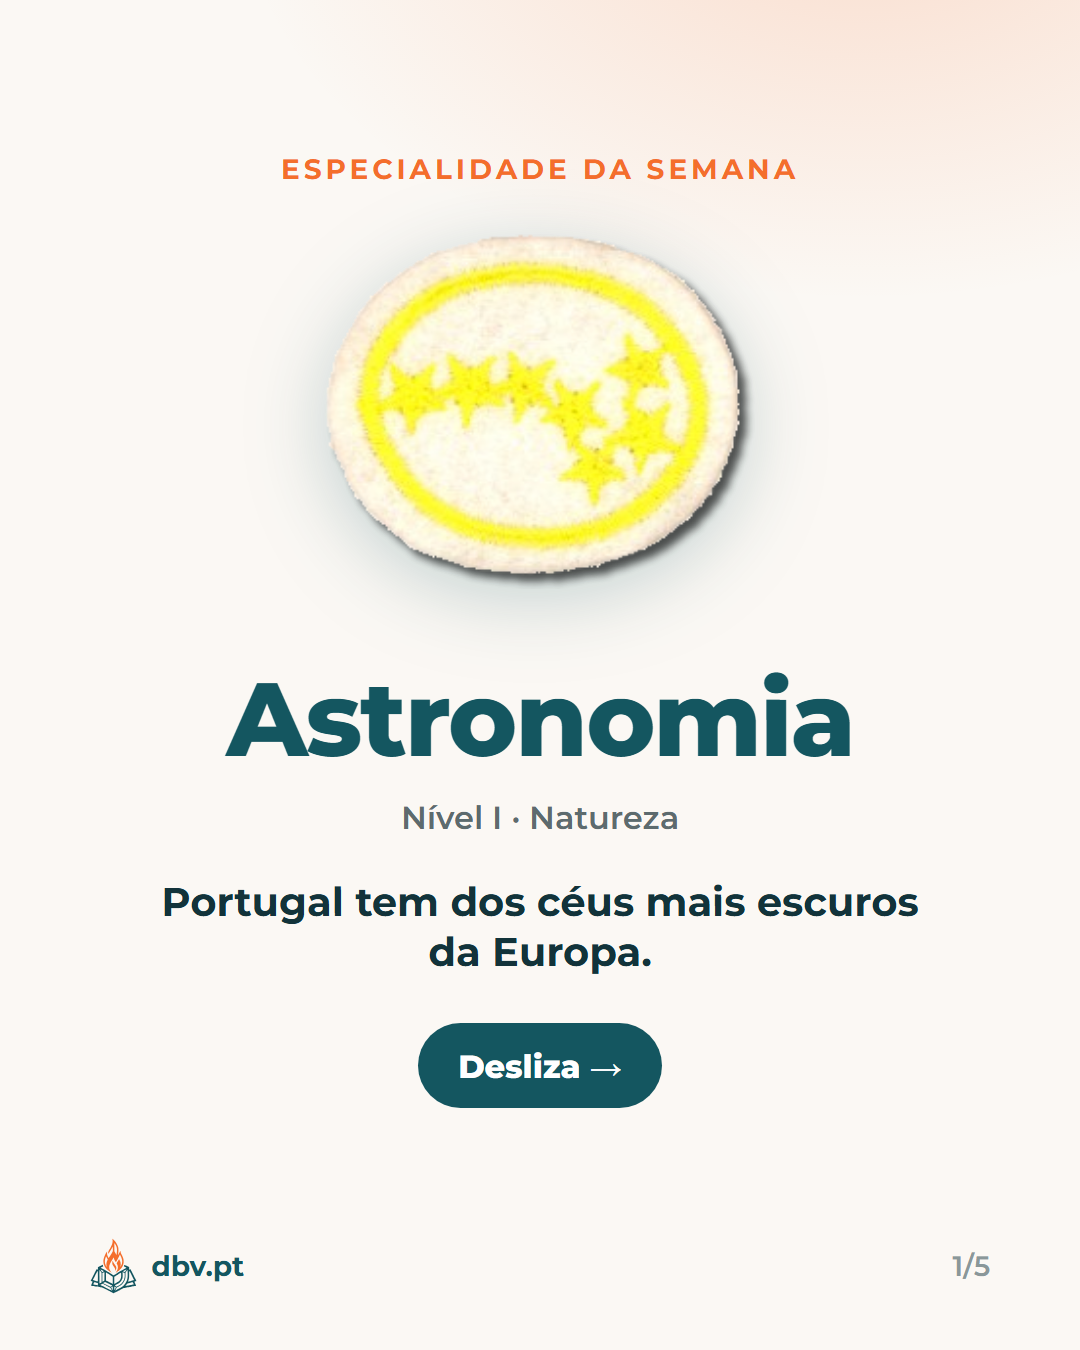 ESPECIALIDADE DA SEMANA
Astronomia
Nível I · Natureza
Portugal tem dos céus mais escuros
da Europa.
Desliza →
dbv.pt
1/5